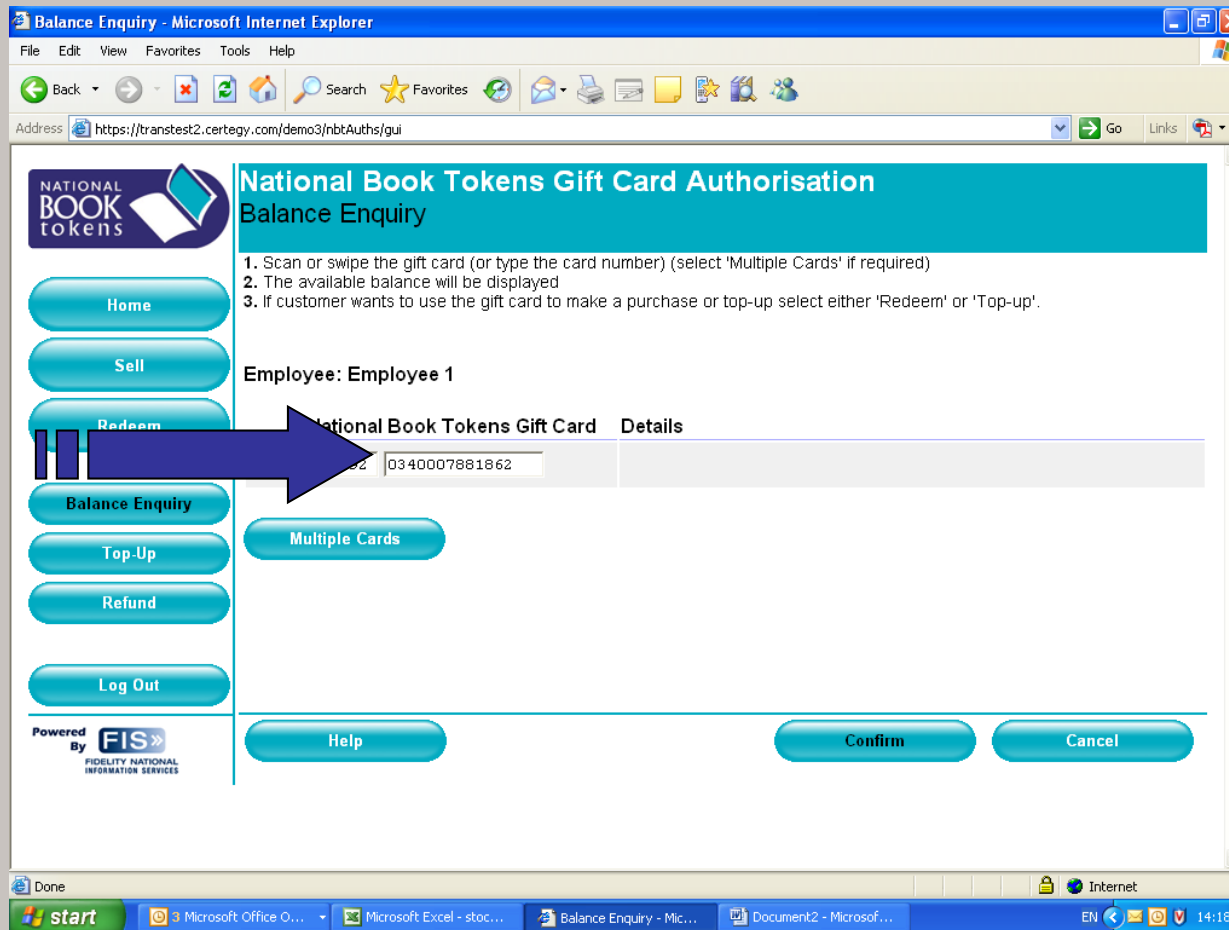 Balance Enquiry - Microsoft Internet Explorer
File Edit View Favorites Tools Help
Back Search Favorites
Address https://transtest2.certegy.com/demo3/nbtAuths/gui Go Links
NATIONAL
BOOK
tokens
National Book Tokens Gift Card Authorisation
Balance Enquiry
1. Scan or swipe the gift card (or type the card number) (select 'Multiple Cards' if required)
2. The available balance will be displayed
3. If customer wants to use the gift card to make a purchase or top-up select either 'Redeem' or 'Top-up'.
Home
Sell
Employee: Employee 1
Redeem
Book Tokens Gift Card Details
0340007881862
Balance Enquiry
Multiple Cards
Top-Up
Refund
Log Out
Powered
By FIS»
FIDELITY NATIONAL
INFORMATION SERVICES
Help Confirm Cancel
Done Internet
start 3 Microsoft Office O... Microsoft Excel - stoc... Balance Enquiry - Mic... Document2 - Microsof... EN 14:18